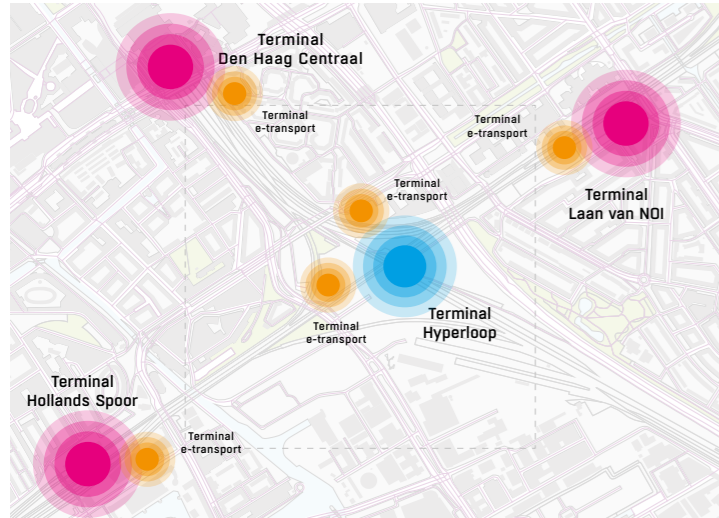 Terminal
Den Haag Centraal
Terminal
e-transport
Terminal
e-transport
Terminal
e-transport
Terminal
Laan van NOI
Terminal
Hyperloop
Terminal
e-transport
Terminal
Hollands Spoor
Terminal
e-transport